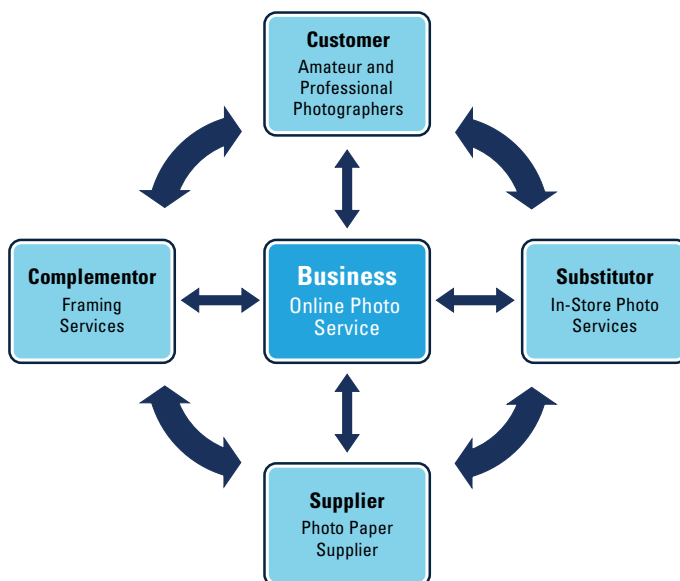 Customer
Amateur and
Professional
Photographers
Complementor
Framing
Services
Business
Online Photo
Service
Substitutor
In-Store Photo
Services
Supplier
Photo Paper
Supplier